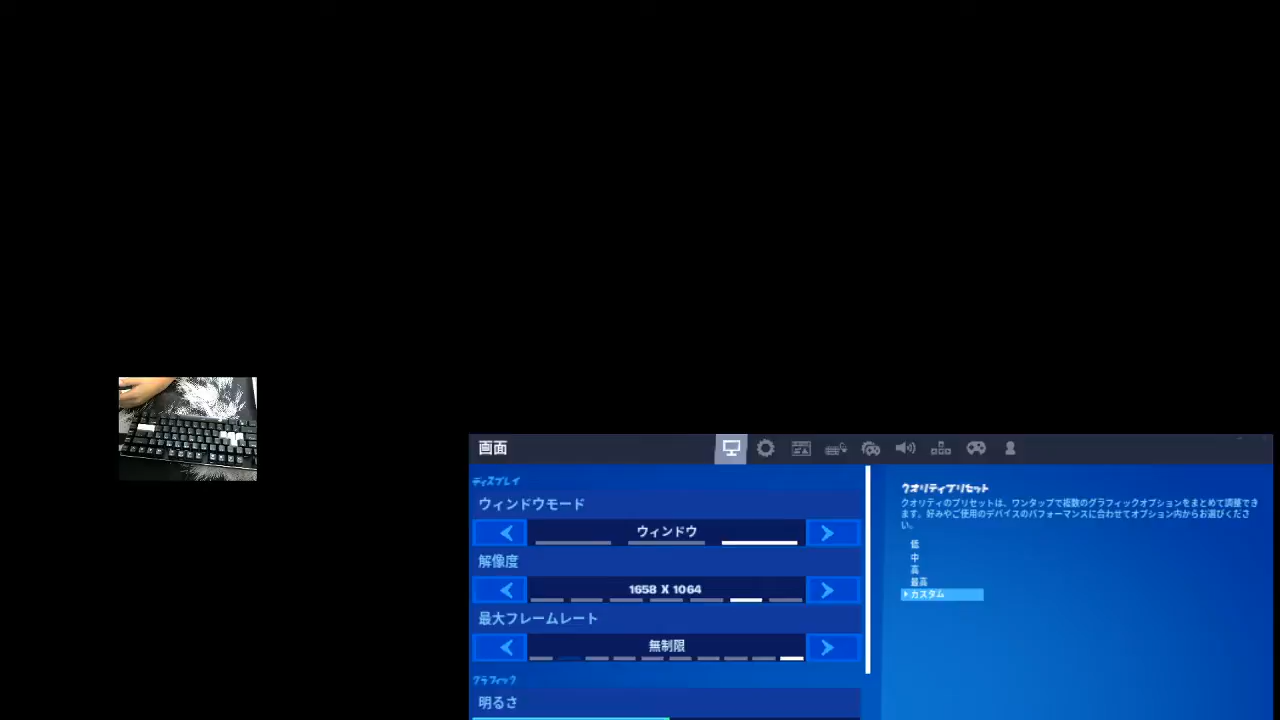 画面
ディスプレイ
ウィンドウモード
ウィンドウ
解像度
1658 X 1064
最大フレームレート
無制限
グラフィック
明るさ
クオリティプリセット
クオリティのプリセットは、ワンタップで複数のグラフィックオプションをまとめて調整でき
ます。好みやご使用のデバイスのパフォーマンスに合わせてオプション内からお選びくださ
い。
低
中
高
最高
カスタム